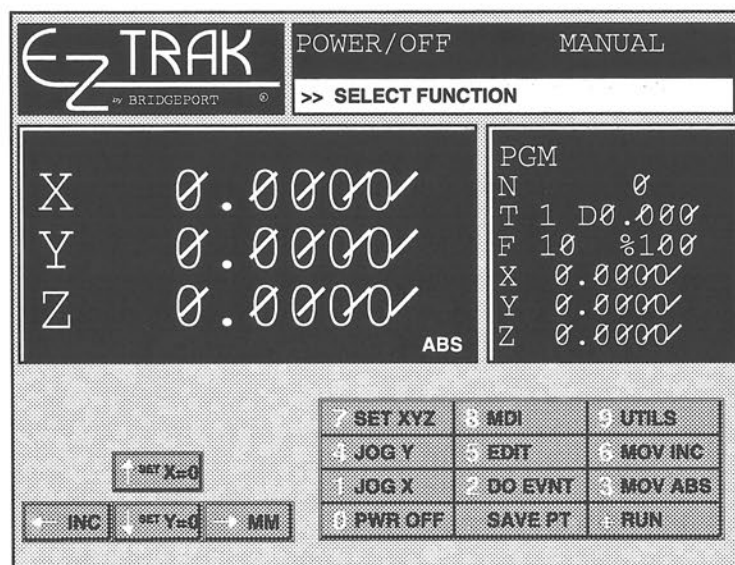 EZ TRAK
by BRIDGEPORT ®
POWER/OFF MANUAL
>> SELECT FUNCTION
X 0.0000
Y 0.0000
Z 0.0000
ABS
PGM
N 0
T 1 D0.000
F 10 %100
X 0.0000
Y 0.0000
Z 0.0000
7 SET XYZ 8 MDI 9 UTILS
4 JOG Y 5 EDIT 6 MOV INC
1 JOG X 2 DO EVNT 3 MOV ABS
0 PWR OFF SAVE PT RUN
↑ SET X=0
← INC ↓ SET Y=0 → MM